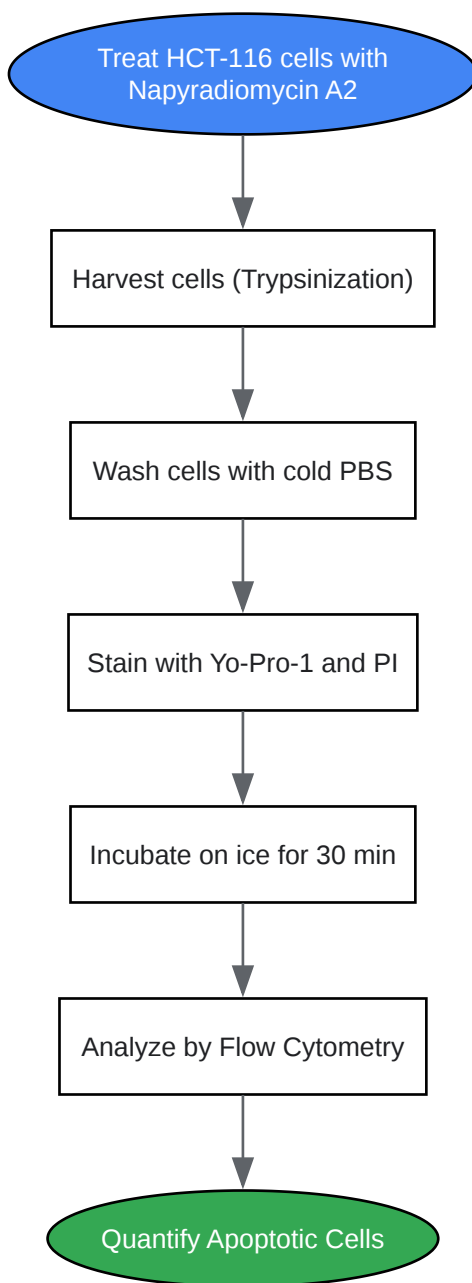 Treat HCT-116 cells with
Napyradiomycin A2
Harvest cells (Trypsinization)
Wash cells with cold PBS
Stain with Yo-Pro-1 and PI
Incubate on ice for 30 min
Analyze by Flow Cytometry
Quantify Apoptotic Cells